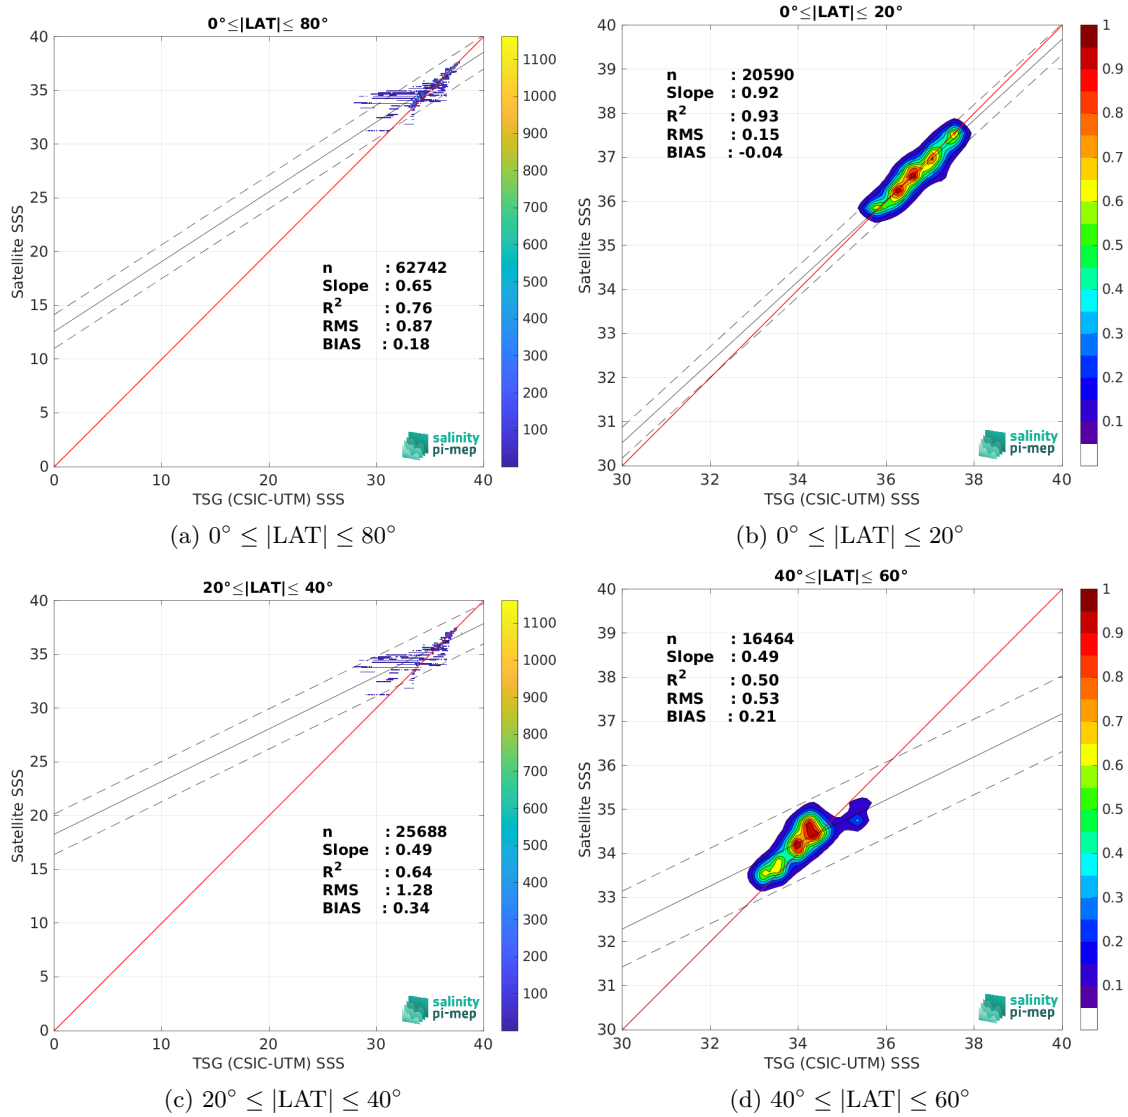 0°≤|LAT|≤ 80°
Satellite SSS
40
35
30
25
20
15
10
5
0
0 10 20 30 40
TSG (CSIC-UTM) SSS
n : 62742
Slope : 0.65
R² : 0.76
RMS : 0.87
BIAS : 0.18
salinity
pi-mep
1100
1000
900
800
700
600
500
400
300
200
100
(a) 0° ≤ |LAT| ≤ 80°
0°≤|LAT|≤ 20°
Satellite SSS
40
39
38
37
36
35
34
33
32
31
30
30 32 34 36 38 40
TSG (CSIC-UTM) SSS
n : 20590
Slope : 0.92
R² : 0.93
RMS : 0.15
BIAS : -0.04
salinity
pi-mep
1
0.9
0.8
0.7
0.6
0.5
0.4
0.3
0.2
0.1
(b) 0° ≤ |LAT| ≤ 20°
20°≤|LAT|≤ 40°
Satellite SSS
40
35
30
25
20
15
10
5
0
0 10 20 30 40
TSG (CSIC-UTM) SSS
n : 25688
Slope : 0.49
R² : 0.64
RMS : 1.28
BIAS : 0.34
salinity
pi-mep
1100
1000
900
800
700
600
500
400
300
200
100
(c) 20° ≤ |LAT| ≤ 40°
40°≤|LAT|≤ 60°
Satellite SSS
40
39
38
37
36
35
34
33
32
31
30
30 32 34 36 38 40
TSG (CSIC-UTM) SSS
n : 16464
Slope : 0.49
R² : 0.50
RMS : 0.53
BIAS : 0.21
salinity
pi-mep
1
0.9
0.8
0.7
0.6
0.5
0.4
0.3
0.2
0.1
(d) 40° ≤ |LAT| ≤ 60°